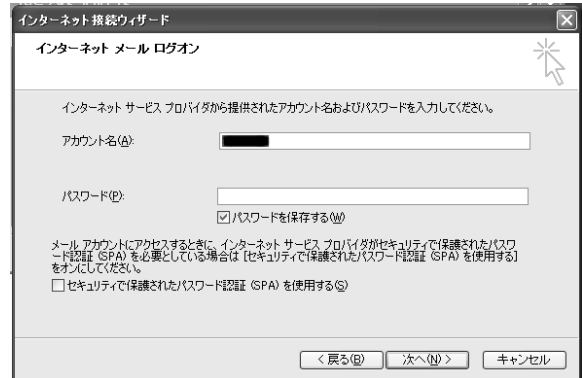 インターネット接続ウィザード
インターネット メール ログオン
インターネット サービス プロバイダから提供されたアカウント名およびパスワードを入力してください。
アカウント名(A):
パスワード(P):
パスワードを保存する(W)
メール アカウントにアクセスするときに、インターネット サービス プロバイダがセキュリティで保護されたパスワ
ード認証 (SPA) を必要としている場合は [セキュリティで保護されたパスワード認証 (SPA) を使用する]
をオンにしてください。
セキュリティで保護されたパスワード認証 (SPA) を使用する(S)
< 戻る(B) 次へ(N) > キャンセル